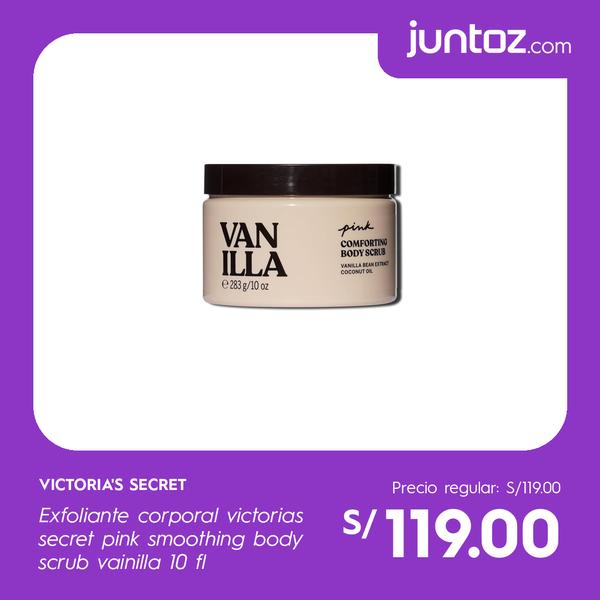 juntoz.com
VAN
ILLA
℮ 283 g/10 oz
pink
COMFORTING
BODY SCRUB
VANILLA BEAN EXTRACT
COCONUT OIL
VICTORIA'S SECRET
Exfoliante corporal victorias
secret pink smoothing body
scrub vainilla 10 fl
Precio regular: S/119.00
S/119.00